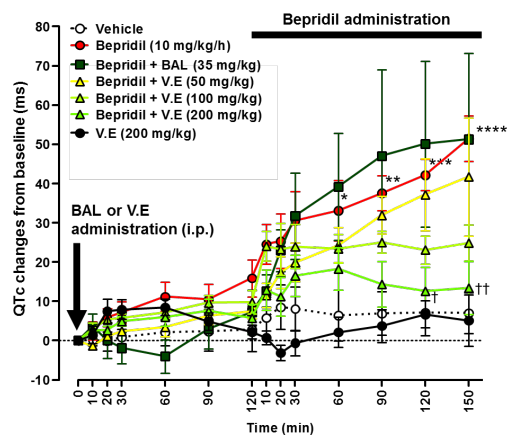 Bepridil administration
Vehicle
Bepridil (10 mg/kg/h)
Bepridil + BAL (35 mg/kg)
Bepridil + V.E (50 mg/kg)
Bepridil + V.E (100 mg/kg)
Bepridil + V.E (200 mg/kg)
V.E (200 mg/kg)
BAL or V.E
administration (i.p.)
QTc changes from baseline (ms)
80
70
60
50
40
30
20
10
0
-10
****
***
**
*
†
††
0 10 20 30 60 90 120 10 20 30 60 90 120 150
Time (min)